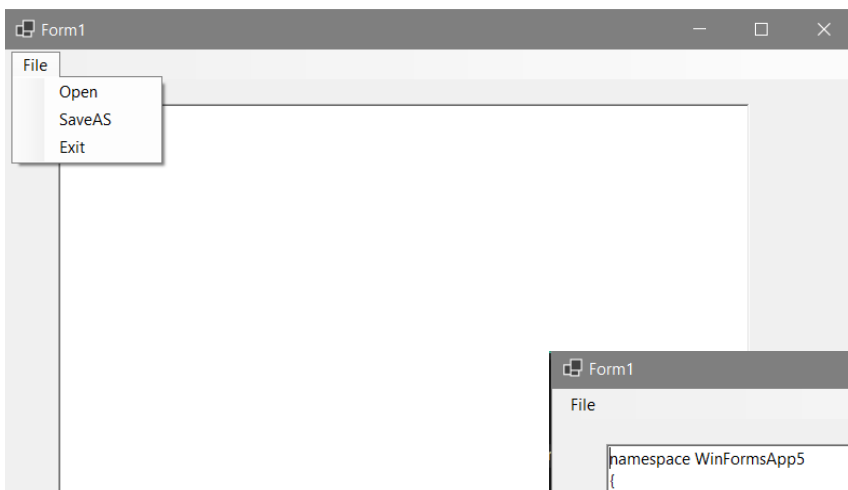 Form1
File
Open
SaveAS
Exit
Form1
File
namespace WinFormsApp5
{